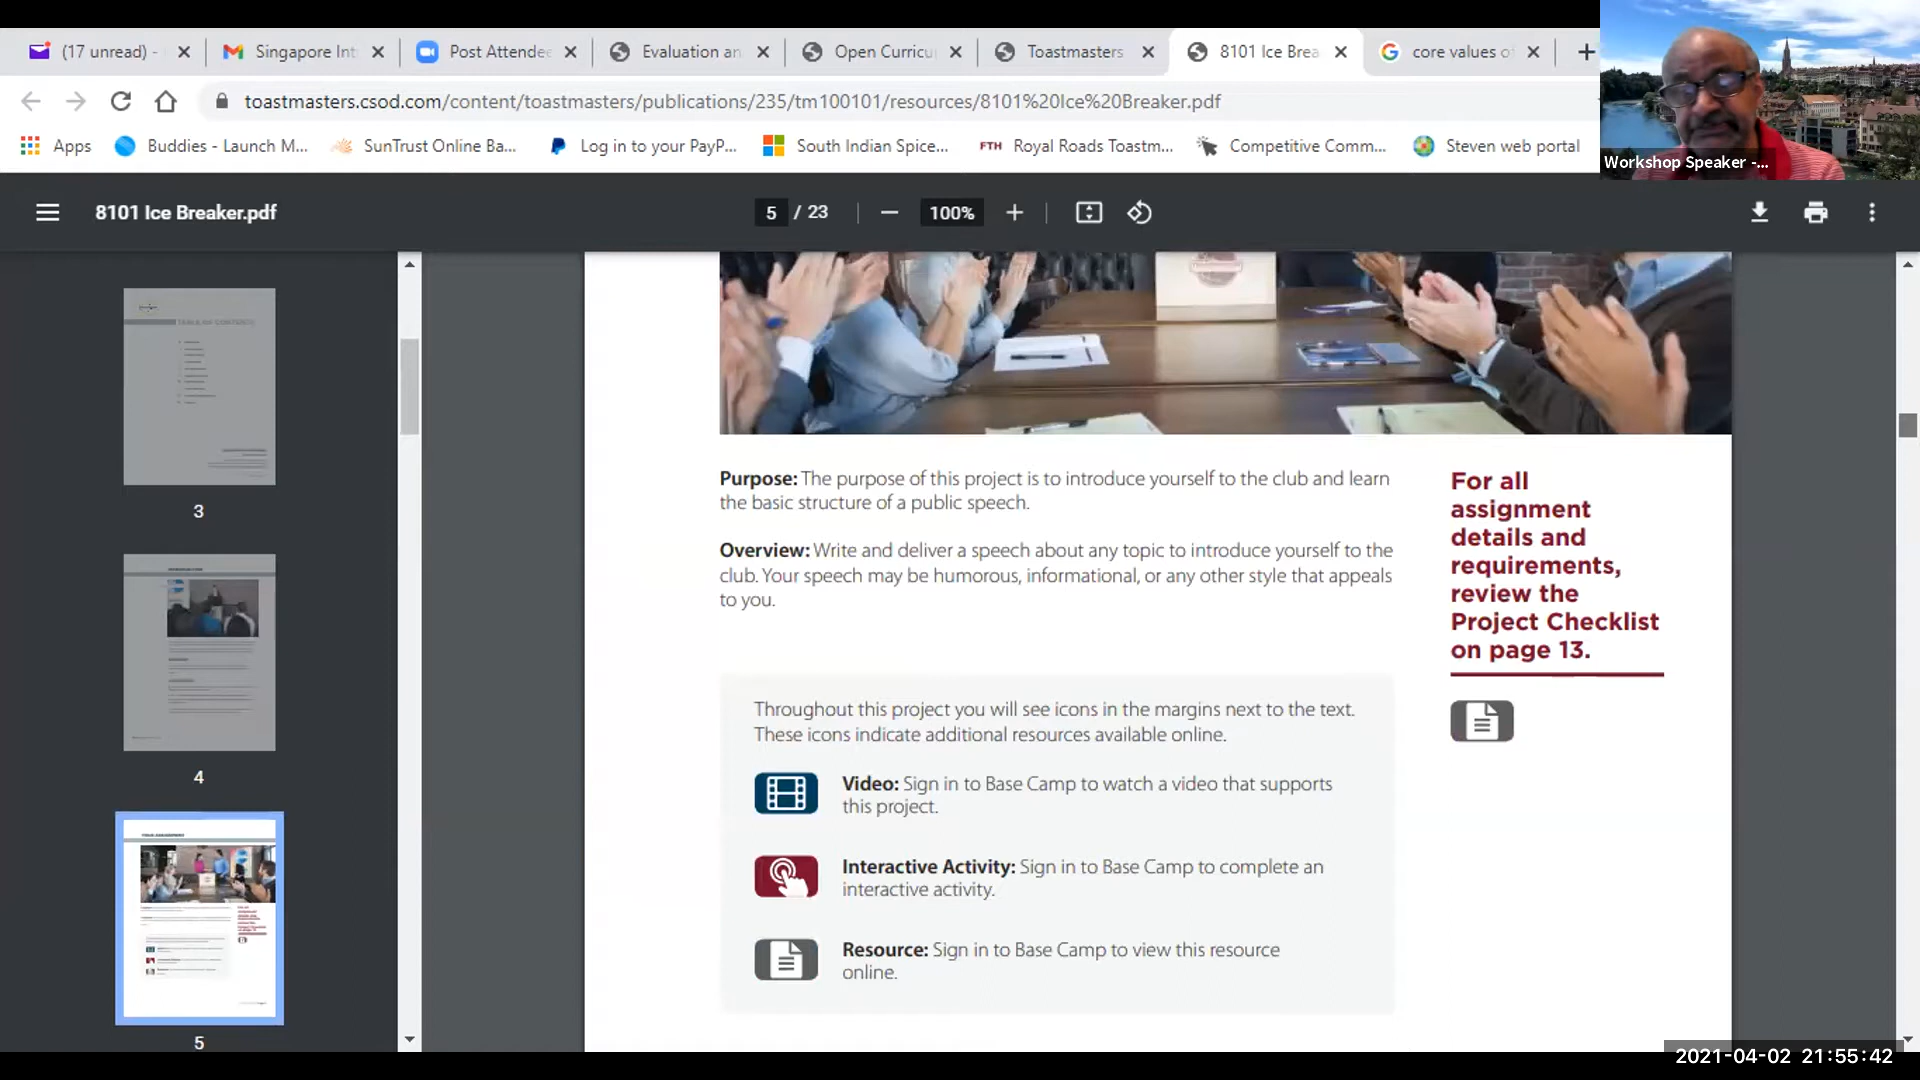 (17 unread) -
Singapore Int
Post Attende
Evaluation an
Open Curricu
Toastmasters
8101 Ice Brea
core values o
toastmasters.csod.com/content/toastmasters/publications/235/tm100101/resources/8101%20Ice%20Breaker.pdf
Apps
Buddies - Launch M...
SunTrust Online Ba...
Log in to your PayP...
South Indian Spice...
FTH Royal Roads Toastm...
Competitive Comm...
Steven web portal
Workshop Speaker -...
8101 Ice Breaker.pdf
5 / 23
100%
3
4
5
Purpose: The purpose of this project is to introduce yourself to the club and learn
the basic structure of a public speech.
Overview: Write and deliver a speech about any topic to introduce yourself to the
club. Your speech may be humorous, informational, or any other style that appeals
to you.
For all
assignment
details and
requirements,
review the
Project Checklist
on page 13.
Throughout this project you will see icons in the margins next to the text.
These icons indicate additional resources available online.
Video: Sign in to Base Camp to watch a video that supports
this project.
Interactive Activity: Sign in to Base Camp to complete an
interactive activity.
Resource: Sign in to Base Camp to view this resource
online.
2021-04-02 21:55:42